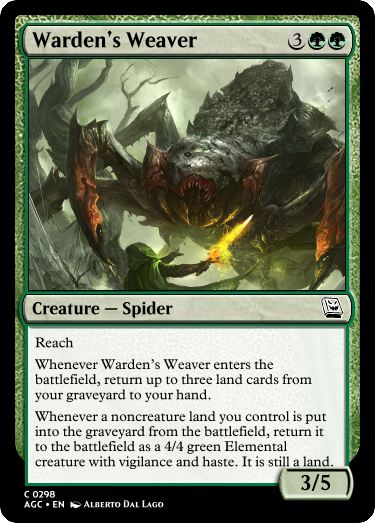 Warden's Weaver 3
Creature — Spider
Reach
Whenever Warden's Weaver enters the
battlefield, return up to three land cards from
your graveyard to your hand.
Whenever a noncreature land you control is put
into the graveyard from the battlefield, return it
to the battlefield as a 4/4 green Elemental
creature with vigilance and haste. It is still a land.
3/5
C 0298
AGC • EN Alberto Dal Lago